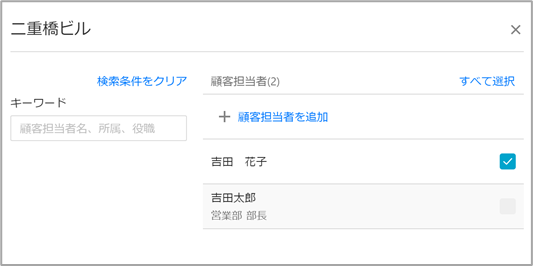 二重橋ビル
検索条件をクリア
キーワード
顧客担当者名、所属、役職
顧客担当者(2)
すべて選択
顧客担当者を追加
吉田　花子
吉田太郎
営業部 部長